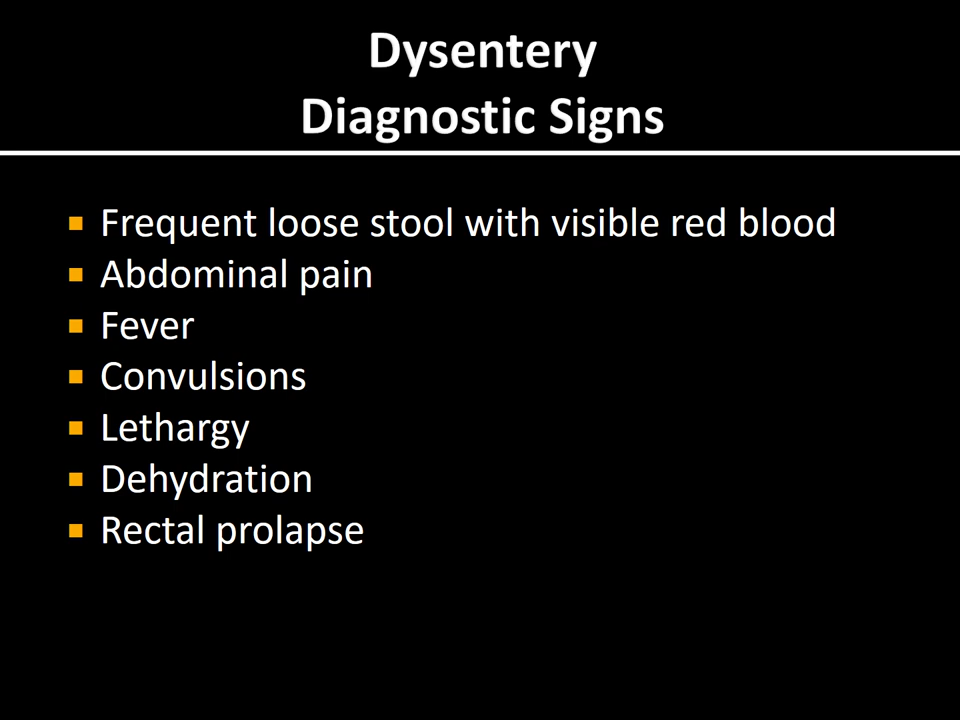 Dysentery
Diagnostic Signs
▪ Frequent loose stool with visible red blood
▪ Abdominal pain
▪ Fever
▪ Convulsions
▪ Lethargy
▪ Dehydration
▪ Rectal prolapse